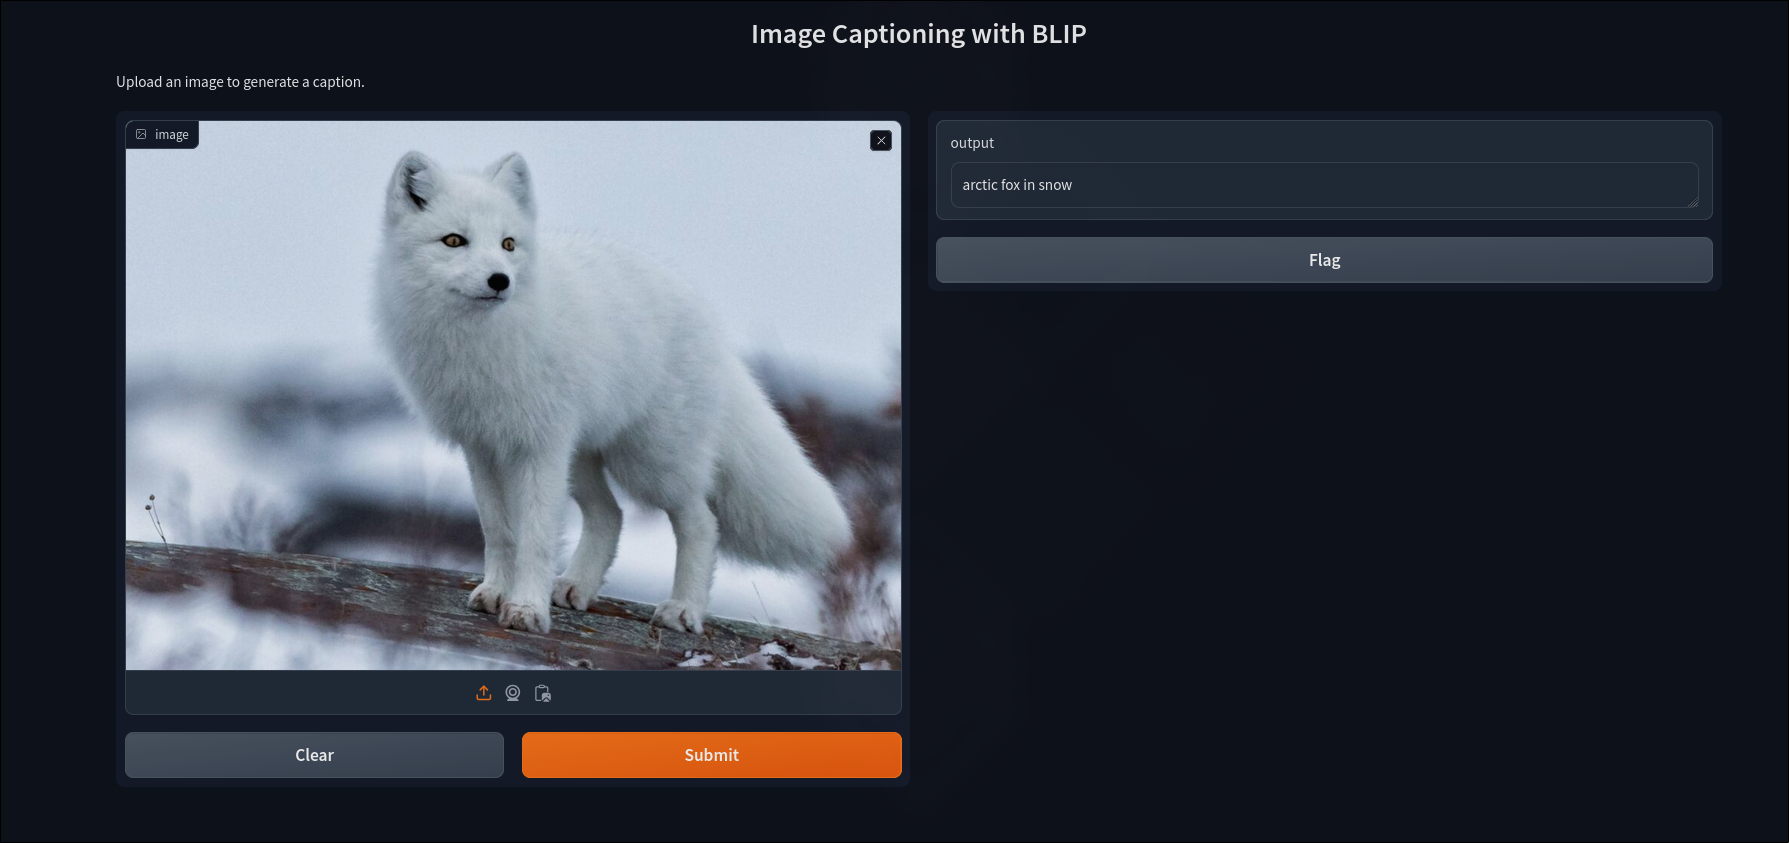 Image Captioning with BLIP
Upload an image to generate a caption.
image
output
arctic fox in snow
Flag
Clear
Submit